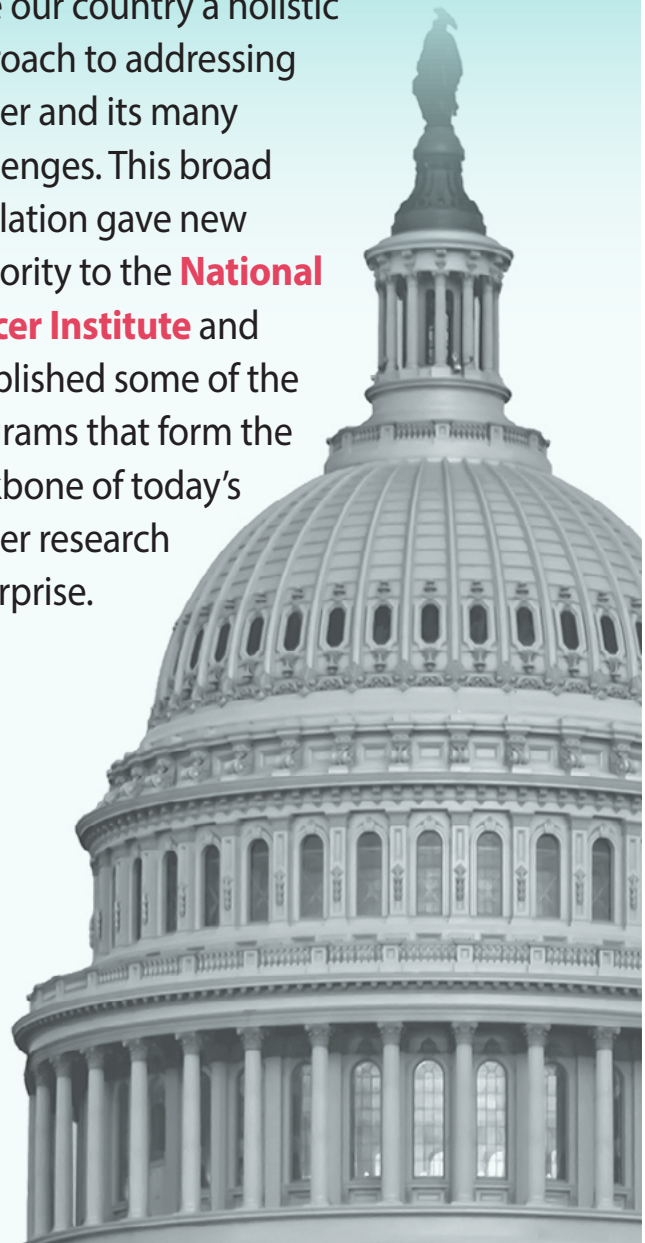 e our country a holistic
roach to addressing
er and its many
enges. This broad
lation gave new
ority to the National
cer Institute and
blished some of the
rams that form the
kbone of today's
er research
rprise.